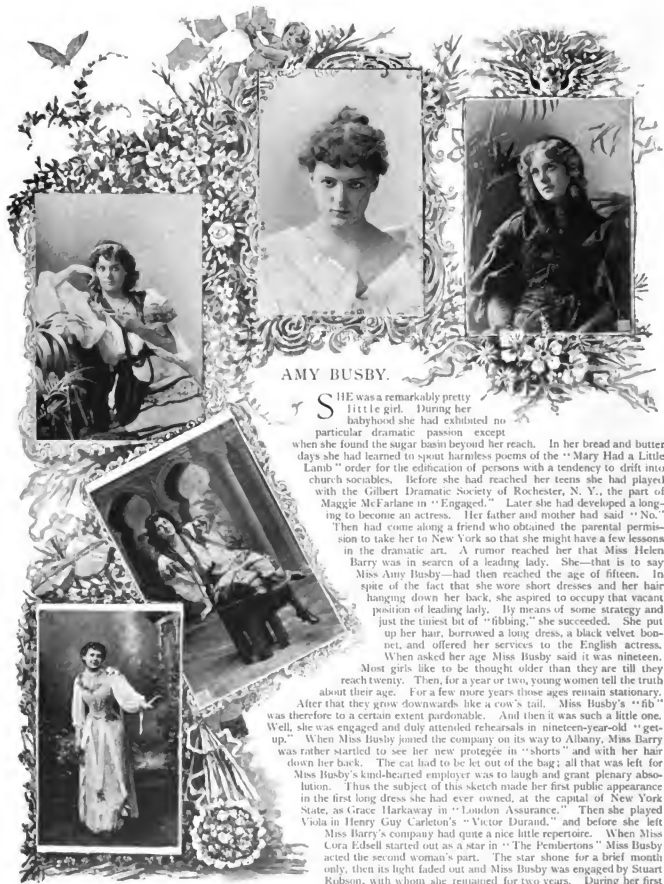 AMY BUSBY.
SHE was a remarkably pretty
little girl. During her
babyhood she had exhibited no
particular dramatic passion except
when she found the sugar basin beyond her reach. In her bread and butter
days she had learned to spout harmless poems of the "Mary Had a Little
Lamb" order for the edification of persons with a tendency to drift into
church sociables. Before she had reached her teens she had played
with the Gilbert Dramatic Society of Rochester, N. Y., the part of
Maggie McFarlane in "Engaged." Later she had developed a long-
ing to become an actress. Her father and mother had said "No."
Then had come along a friend who obtained the parental permis-
sion to take her to New York so that she might have a few lessons
in the dramatic art. A rumor reached her that Miss Helen
Barry was in search of a leading lady. She—that is to say
Miss Amy Busby—had then reached the age of fifteen. In
spite of the fact that she wore short dresses and her hair
hanging down her back, she aspired to occupy that vacant
position of leading lady. By means of some strategy and
just the tiniest bit of "fibbing," she succeeded. She put
up her hair, borrowed a long dress, a black velvet bon-
net, and offered her services to the English actress.
When asked her age Miss Busby said it was nineteen.
Most girls like to be thought older than they are till they
reach twenty. Then, for a year or two, young women tell the truth
about their age. For a few more years those ages remain stationary.
After that they grow downwards like a cow's tail. Miss Busby's "fib"
was therefore to a certain extent pardonable. And then it was such a little one.
Well, she was engaged and duly attended rehearsals in nineteen-year-old "get-
up." When Miss Busby joined the company on its way to Albany, Miss Barry
was rather startled to see her new protegée in "shorts" and with her hair
down her back. The cat had to be let out of the bag; all that was left for
Miss Busby's kind-hearted employer was to laugh and grant plenary abso-
lution. Thus the subject of this sketch made her first public appearance
in the first long dress she had ever owned, at the capital of New York
State, as Grace Harkaway in "London Assurance." Then she played
Viola in Henry Guy Carleton's "Victor Durand," and before she left
Miss Barry's company had quite a nice little repertoire. When Miss
Cora Edsell started out as a star in "The Pembertons" Miss Busby
acted the second woman's part. The star shone for a brief month
only, then its light faded out and Miss Busby was engaged by Stuart
Robson, with whom she remained for two years. During her first